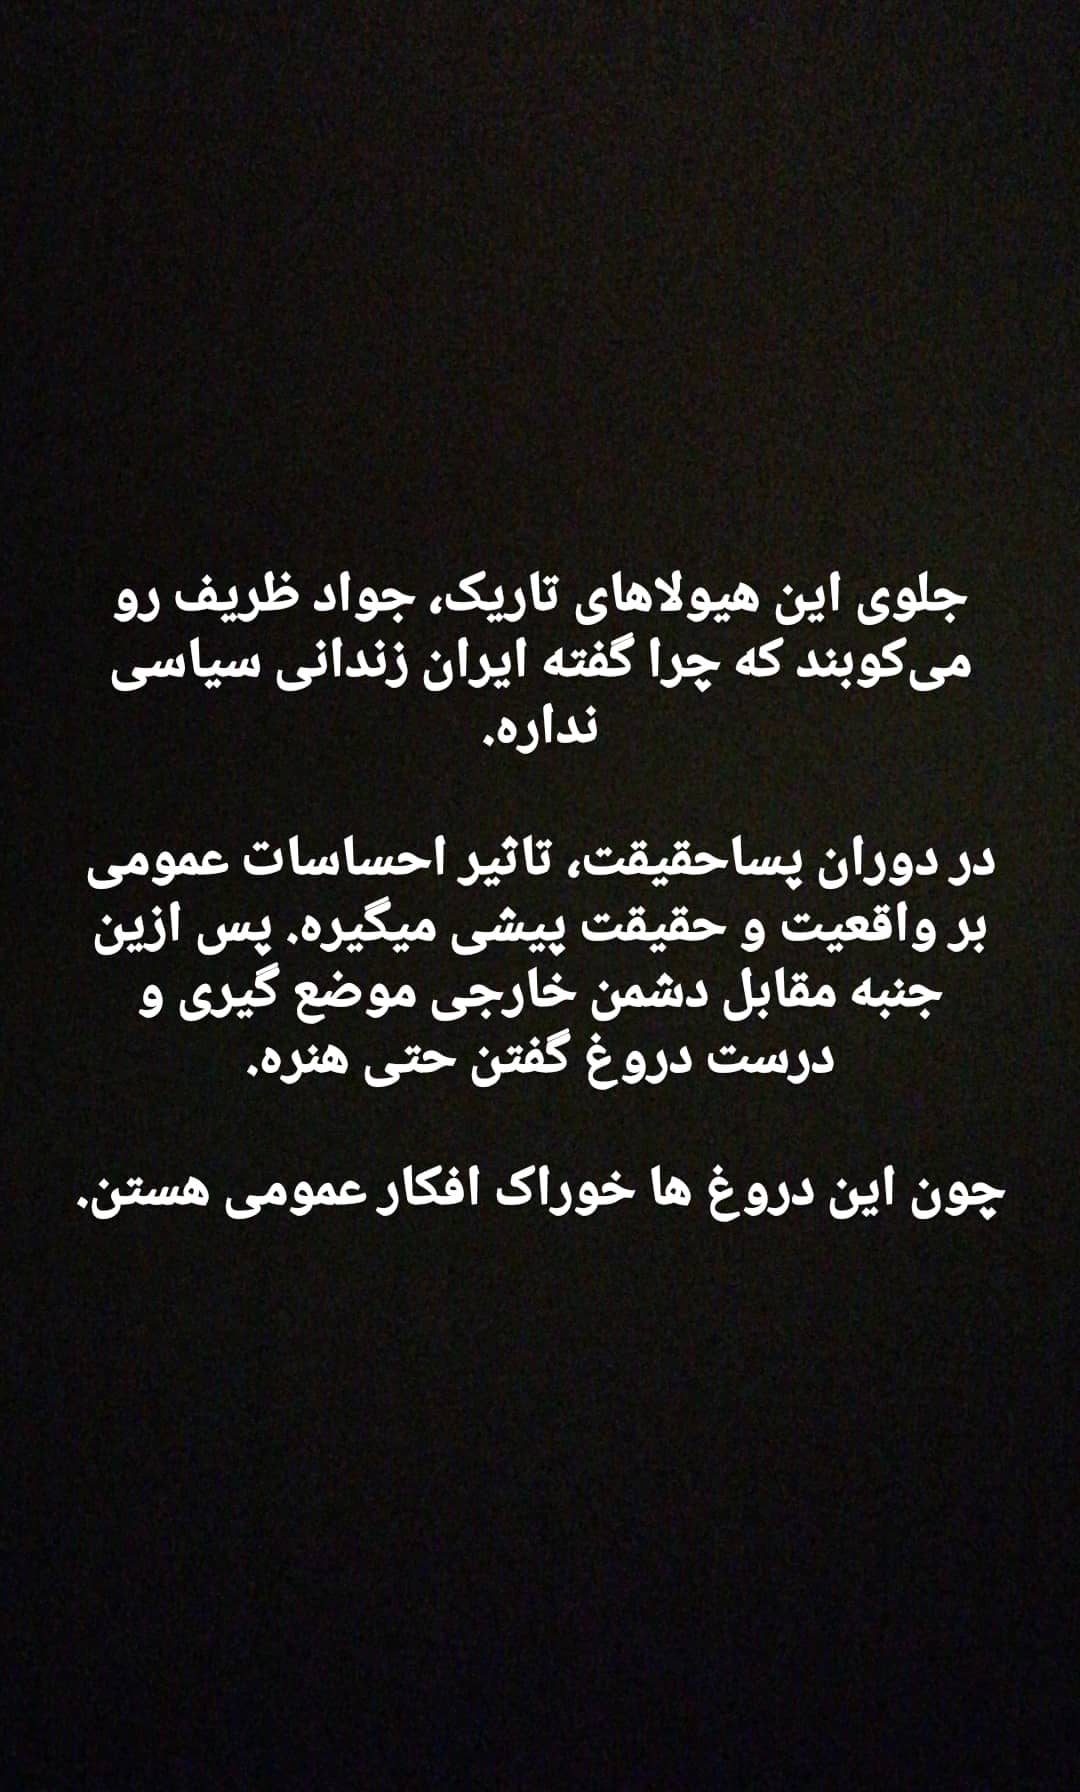 جلوی این هیولاهای تاریک، جواد ظریف رو
می‌کوبند که چرا گفته ایران زندانی سیاسی
نداره.
در دوران پساحقیقت، تاثیر احساسات عمومی
بر واقعیت و حقیقت پیشی میگیره. پس ازین
جنبه مقابل دشمن خارجی موضع گیری و
درست دروغ گفتن حتی هنره.
چون این دروغ ها خوراک افکار عمومی هستن.